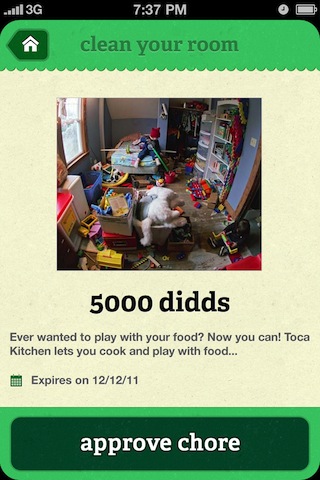 3G 7:37 PM
clean your room
5000 didds
Ever wanted to play with your food? Now you can! Toca
Kitchen lets you cook and play with food...
Expires on 12/12/11
approve chore